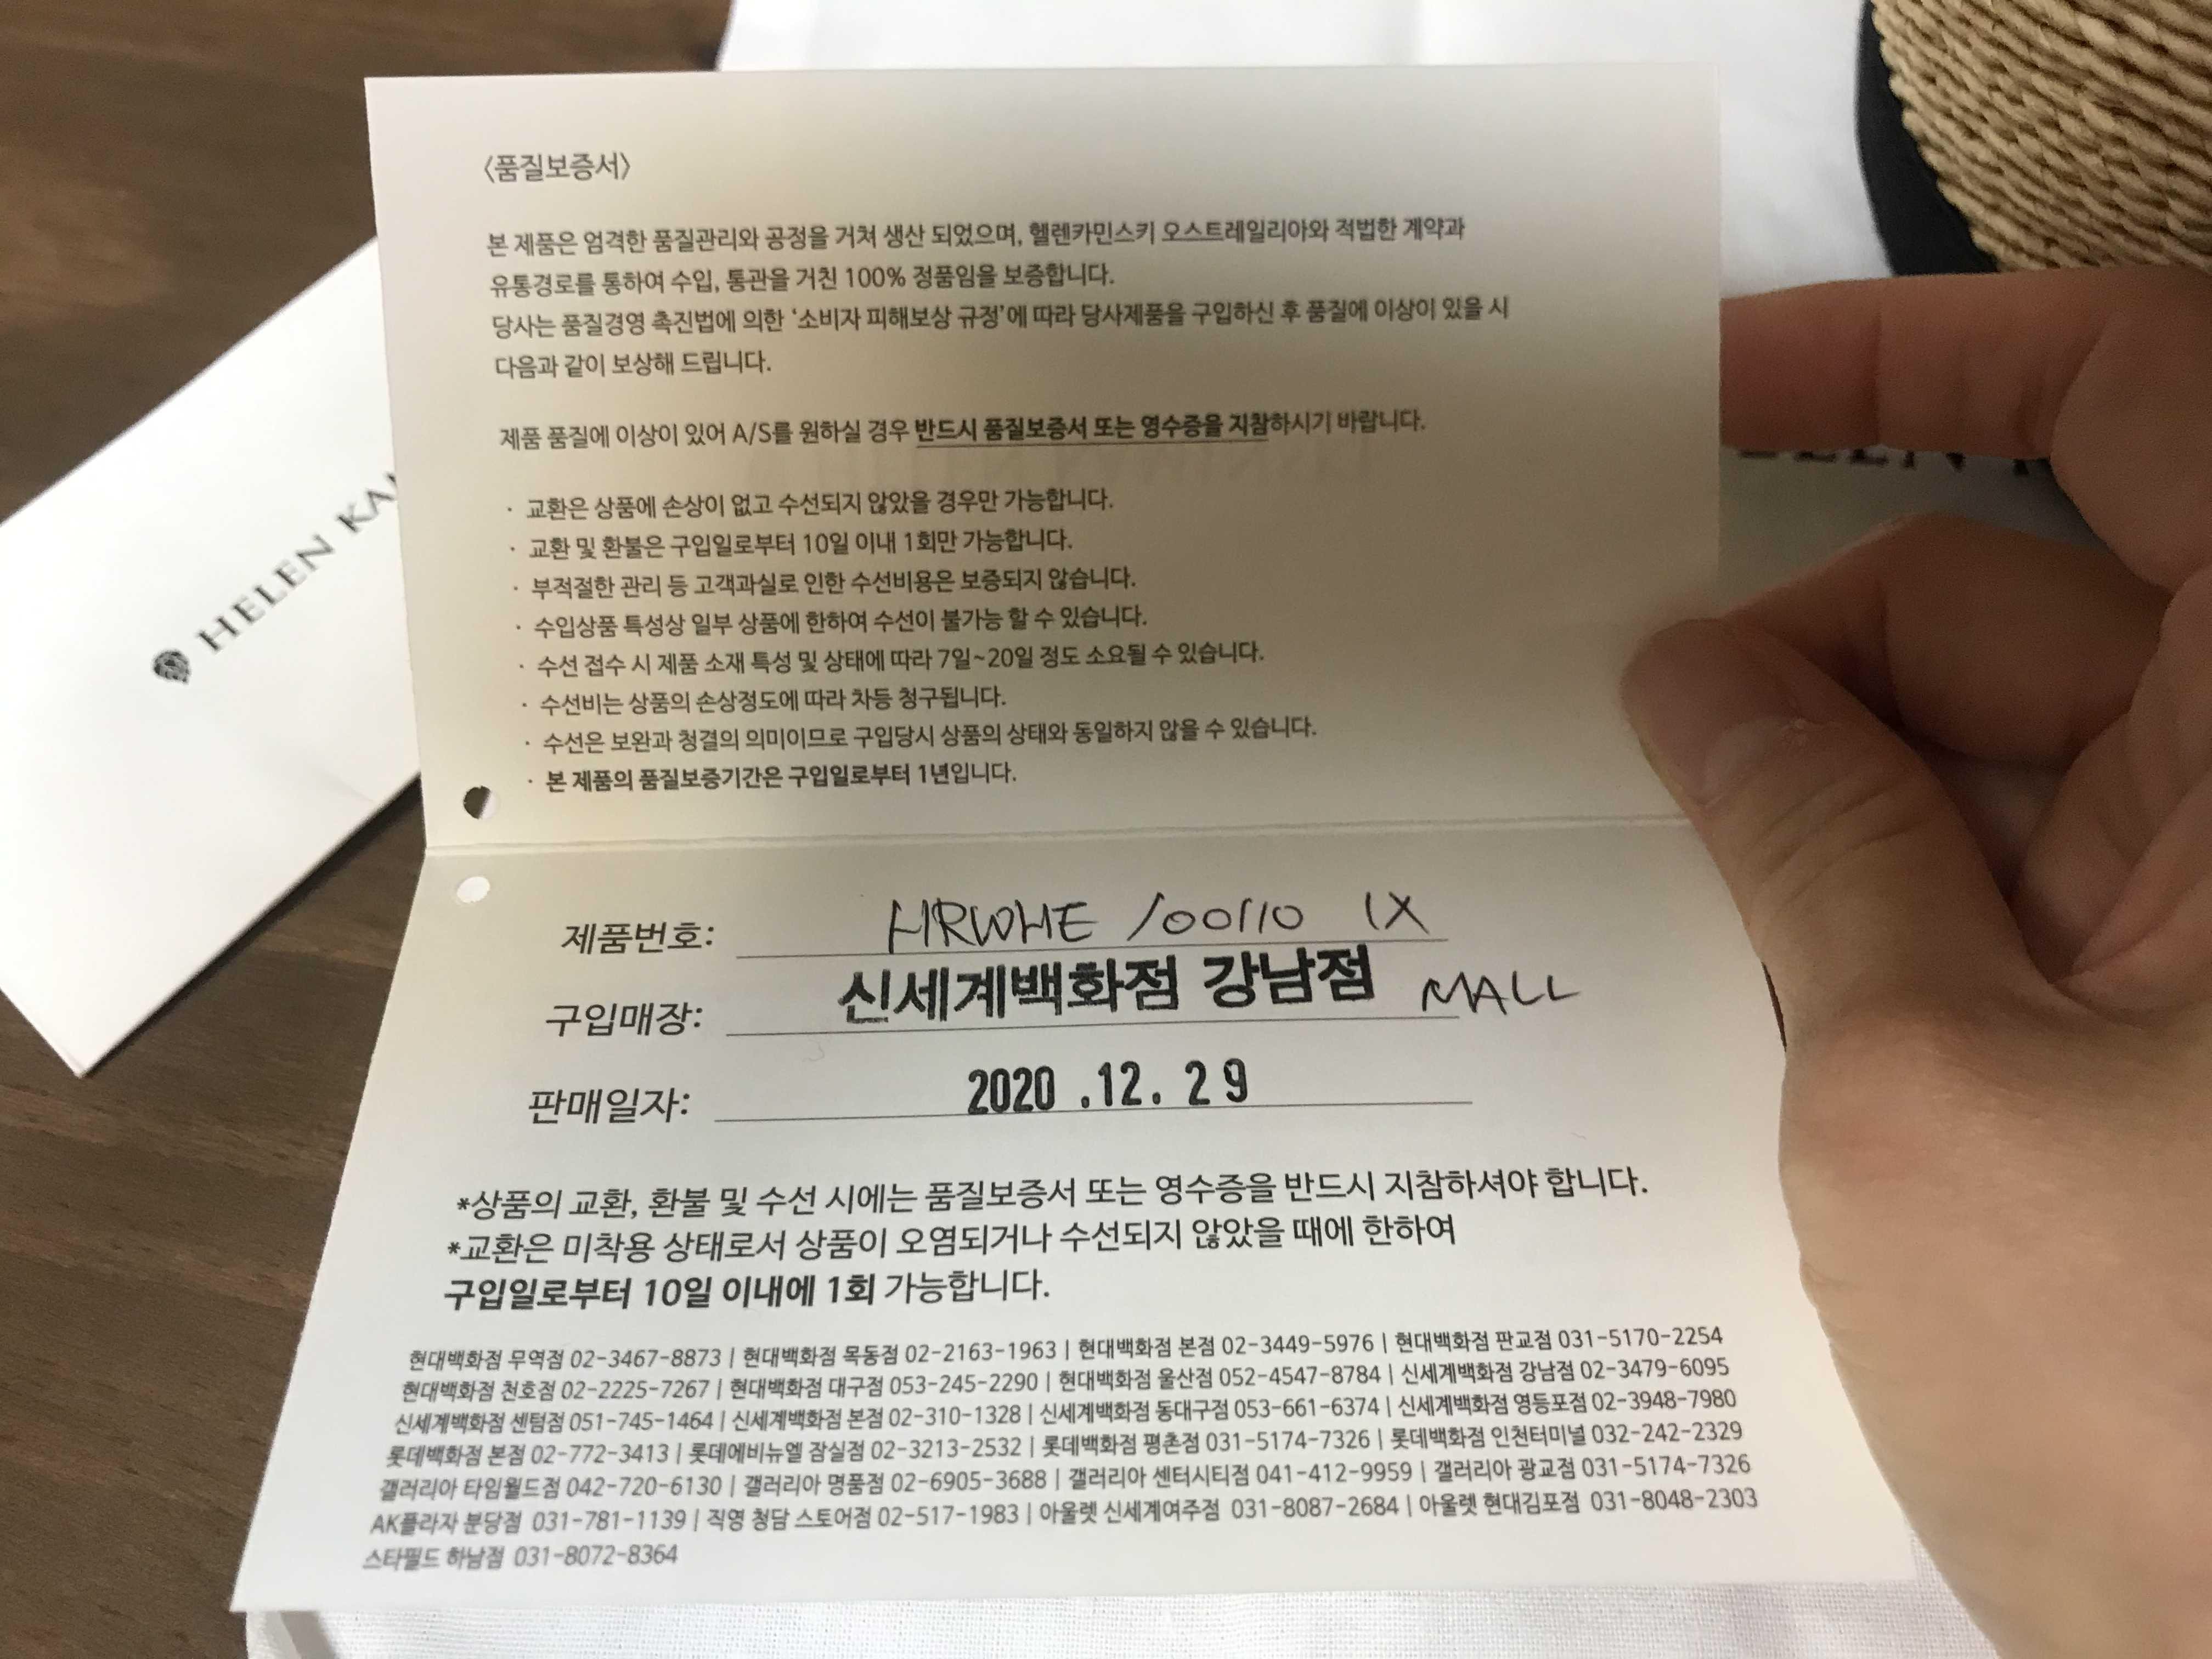 〈품질보증서〉
본 제품은 엄격한 품질관리와 공정을 거쳐 생산 되었으며, 헬렌카민스키 오스트레일리아와 적법한 계약과
유통경로를 통하여 수입, 통관을 거친 100% 정품임을 보증합니다.
당사는 품질경영 촉진법에 의한 ‘소비자 피해보상 규정’에 따라 당사제품을 구입하신 후 품질에 이상이 있을 시
다음과 같이 보상해 드립니다.
제품 품질에 이상이 있어 A/S를 원하실 경우 반드시 품질보증서 또는 영수증을 지참하시기 바랍니다.
· 교환은 상품에 손상이 없고 수선되지 않았을 경우만 가능합니다.
· 교환 및 환불은 구입일로부터 10일 이내 1회만 가능합니다.
· 부적절한 관리 등 고객과실로 인한 수선비용은 보증되지 않습니다.
· 수입상품 특성상 일부 상품에 한하여 수선이 불가능 할 수 있습니다.
· 수선 접수 시 제품 소재 특성 및 상태에 따라 7일~20일 정도 소요될 수 있습니다.
· 수선비는 상품의 손상정도에 따라 차등 청구됩니다.
· 수선은 보완과 청결의 의미이므로 구입당시 상품의 상태와 동일하지 않을 수 있습니다.
· 본 제품의 품질보증기간은 구입일로부터 1년입니다.
HELEN KA
제품번호: HRWHE 100110 1X
구입매장: 신세계백화점 강남점 MALL
판매일자: 2020 .12. 29
*상품의 교환, 환불 및 수선 시에는 품질보증서 또는 영수증을 반드시 지참하셔야 합니다.
*교환은 미착용 상태로서 상품이 오염되거나 수선되지 않았을 때에 한하여
구입일로부터 10일 이내에 1회 가능합니다.
현대백화점 무역점 02-3467-8873 | 현대백화점 목동점 02-2163-1963 | 현대백화점 본점 02-3449-5976 | 현대백화점 판교점 031-5170-2254
현대백화점 천호점 02-2225-7267 | 현대백화점 대구점 053-245-2290 | 현대백화점 울산점 052-4547-8784 | 신세계백화점 강남점 02-3479-6095
신세계백화점 센텀점 051-745-1464 | 신세계백화점 본점 02-310-1328 | 신세계백화점 동대구점 053-661-6374 | 신세계백화점 영등포점 02-3948-7980
롯데백화점 본점 02-772-3413 | 롯데에비뉴엘 잠실점 02-3213-2532 | 롯데백화점 평촌점 031-5174-7326 | 롯데백화점 인천터미널 032-242-2329
갤러리아 타임월드점 042-720-6130 | 갤러리아 명품점 02-6905-3688 | 갤러리아 센터시티점 041-412-9959 | 갤러리아 광교점 031-5174-7326
AK플라자 분당점 031-781-1139 | 직영 청담 스토어점 02-517-1983 | 아울렛 신세계여주점 031-8087-2684 | 아울렛 현대김포점 031-8048-2303
스타필드 하남점 031-8072-8364